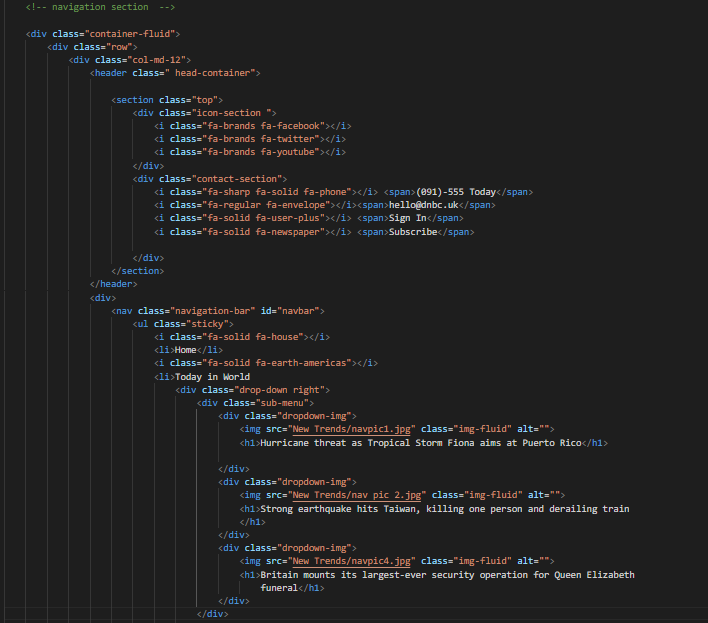 <!-- navigation section  -->
<div class="container-fluid">
<div class="row">
<div class="col-md-12">
<header class=" head-container">
<section class="top">
<div class="icon-section ">
<i class="fa-brands fa-facebook"></i>
<i class="fa-brands fa-twitter"></i>
<i class="fa-brands fa-youtube"></i>
</div>
<div class="contact-section">
<i class="fa-sharp fa-solid fa-phone"></i> <span>(091)-555 Today</span>
<i class="fa-regular fa-envelope"></i><span>hello@dnbc.uk</span>
<i class="fa-solid fa-user-plus"></i> <span>Sign In</span>
<i class="fa-solid fa-newspaper"></i> <span>Subscribe</span>
</div>
</section>
</header>
<div>
<nav class="navigation-bar" id="navbar">
<ul class="sticky">
<i class="fa-solid fa-house"></i>
<li>Home</li>
<i class="fa-solid fa-earth-americas"></i>
<li>Today in World
<div class="drop-down right">
<div class="sub-menu">
<div class="dropdown-img">
<img src="New Trends/navpic1.jpg" class="img-fluid" alt="">
<h1>Hurricane threat as Tropical Storm Fiona aims at Puerto Rico</h1>
</div>
<div class="dropdown-img">
<img src="New Trends/nav pic 2.jpg" class="img-fluid" alt="">
<h1>Strong earthquake hits Taiwan, killing one person and derailing train
</h1>
</div>
<div class="dropdown-img">
<img src="New Trends/navpic4.jpg" class="img-fluid" alt="">
<h1>Britain mounts its largest-ever security operation for Queen Elizabeth
funeral</h1>
</div>
</div>